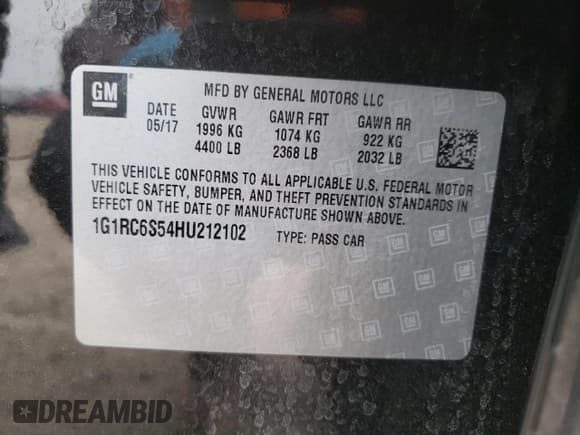 GM
MFD BY GENERAL MOTORS LLC
DATE GVWR GAWR FRT GAWR RR
05/17 1996 KG 1074 KG 922 KG
4400 LB 2368 LB 2032 LB
THIS VEHICLE CONFORMS TO ALL APPLICABLE U.S. FEDERAL MOTOR
VEHICLE SAFETY, BUMPER, AND THEFT PREVENTION STANDARDS IN
EFFECT ON THE DATE OF MANUFACTURE SHOWN ABOVE.
1G1RC6S54HU212102 TYPE: PASS CAR
DREAMBID